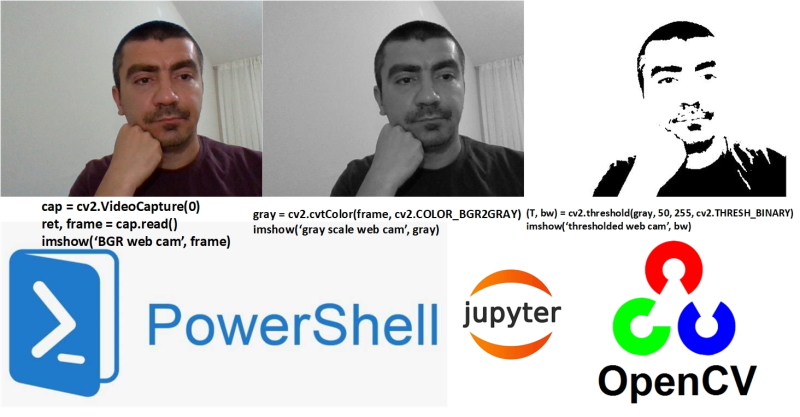 cap = cv2.VideoCapture(0)
ret, frame = cap.read()
imshow(‘BGR web cam’, frame)
gray = cv2.cvtColor(frame, cv2.COLOR_BGR2GRAY)
imshow(‘gray scale web cam’, gray)
(T, bw) = cv2.threshold(gray, 50, 255, cv2.THRESH_BINARY)
imshow(‘thresholded web cam’, bw)
PowerShell
jupyter
OpenCV